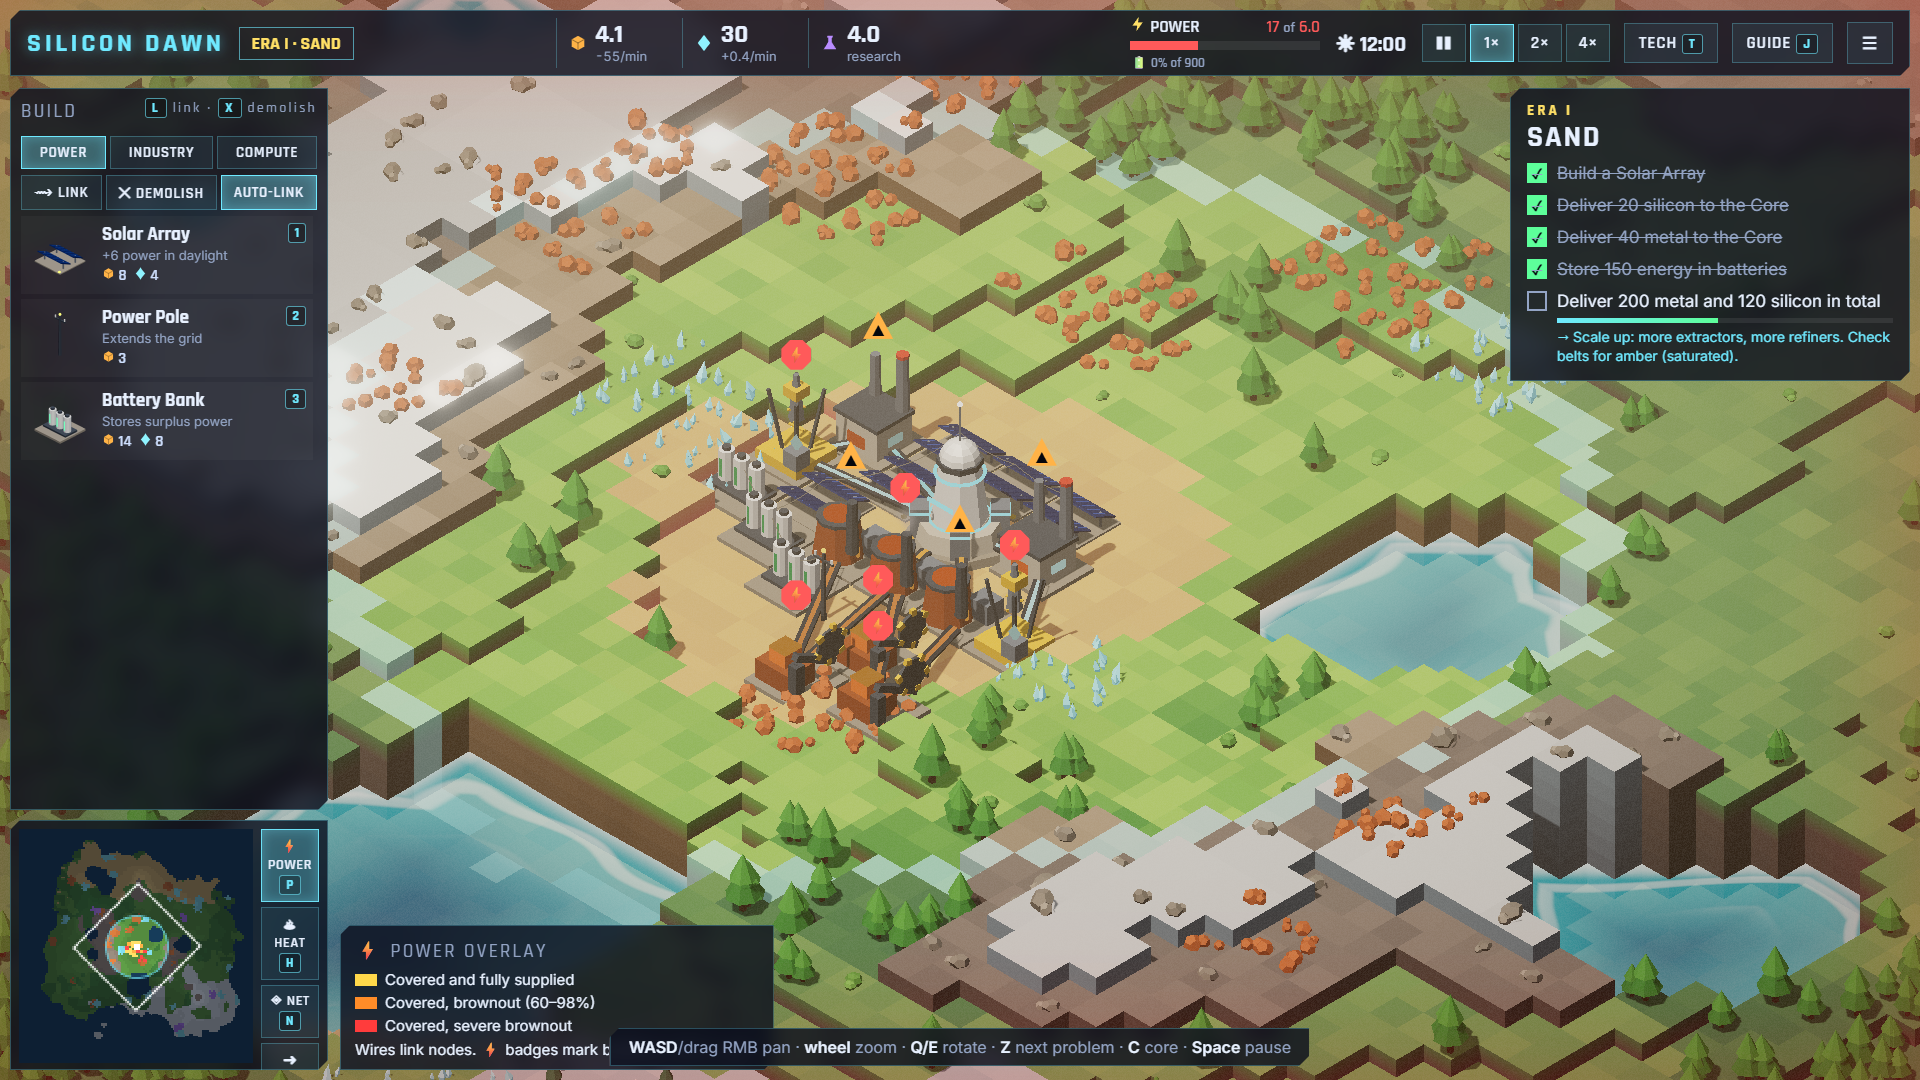 SILICON DAWN
ERA I · SAND
4.1
-55/min
30
+0.4/min
4.0
research
POWER
17 of 6.0
0% of 900
12:00
1×
2×
4×
TECH T
GUIDE J
BUILD
L link · X demolish
POWER
INDUSTRY
COMPUTE
LINK
DEMOLISH
AUTO-LINK
Solar Array
1
+6 power in daylight
8 4
Power Pole
2
Extends the grid
3
Battery Bank
3
Stores surplus power
14 8
ERA I
SAND
Build a Solar Array
Deliver 20 silicon to the Core
Deliver 40 metal to the Core
Store 150 energy in batteries
Deliver 200 metal and 120 silicon in total
→ Scale up: more extractors, more refiners. Check
belts for amber (saturated).
POWER
P
HEAT
H
NET
N
POWER OVERLAY
Covered and fully supplied
Covered, brownout (60–98%)
Covered, severe brownout
Wires link nodes. badges mark
WASD/drag RMB pan · wheel zoom · Q/E rotate · Z next problem · C core · Space pause